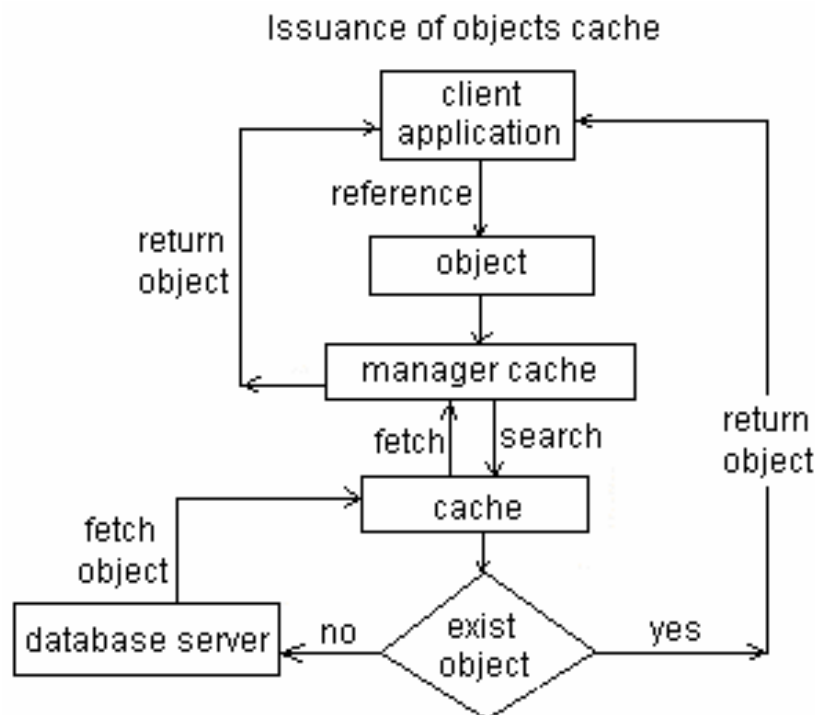 Issuance of objects cache
client
application
reference
return
object
object
manager cache
fetch
search
return
object
cache
fetch
object
database server
no
exist
object
yes